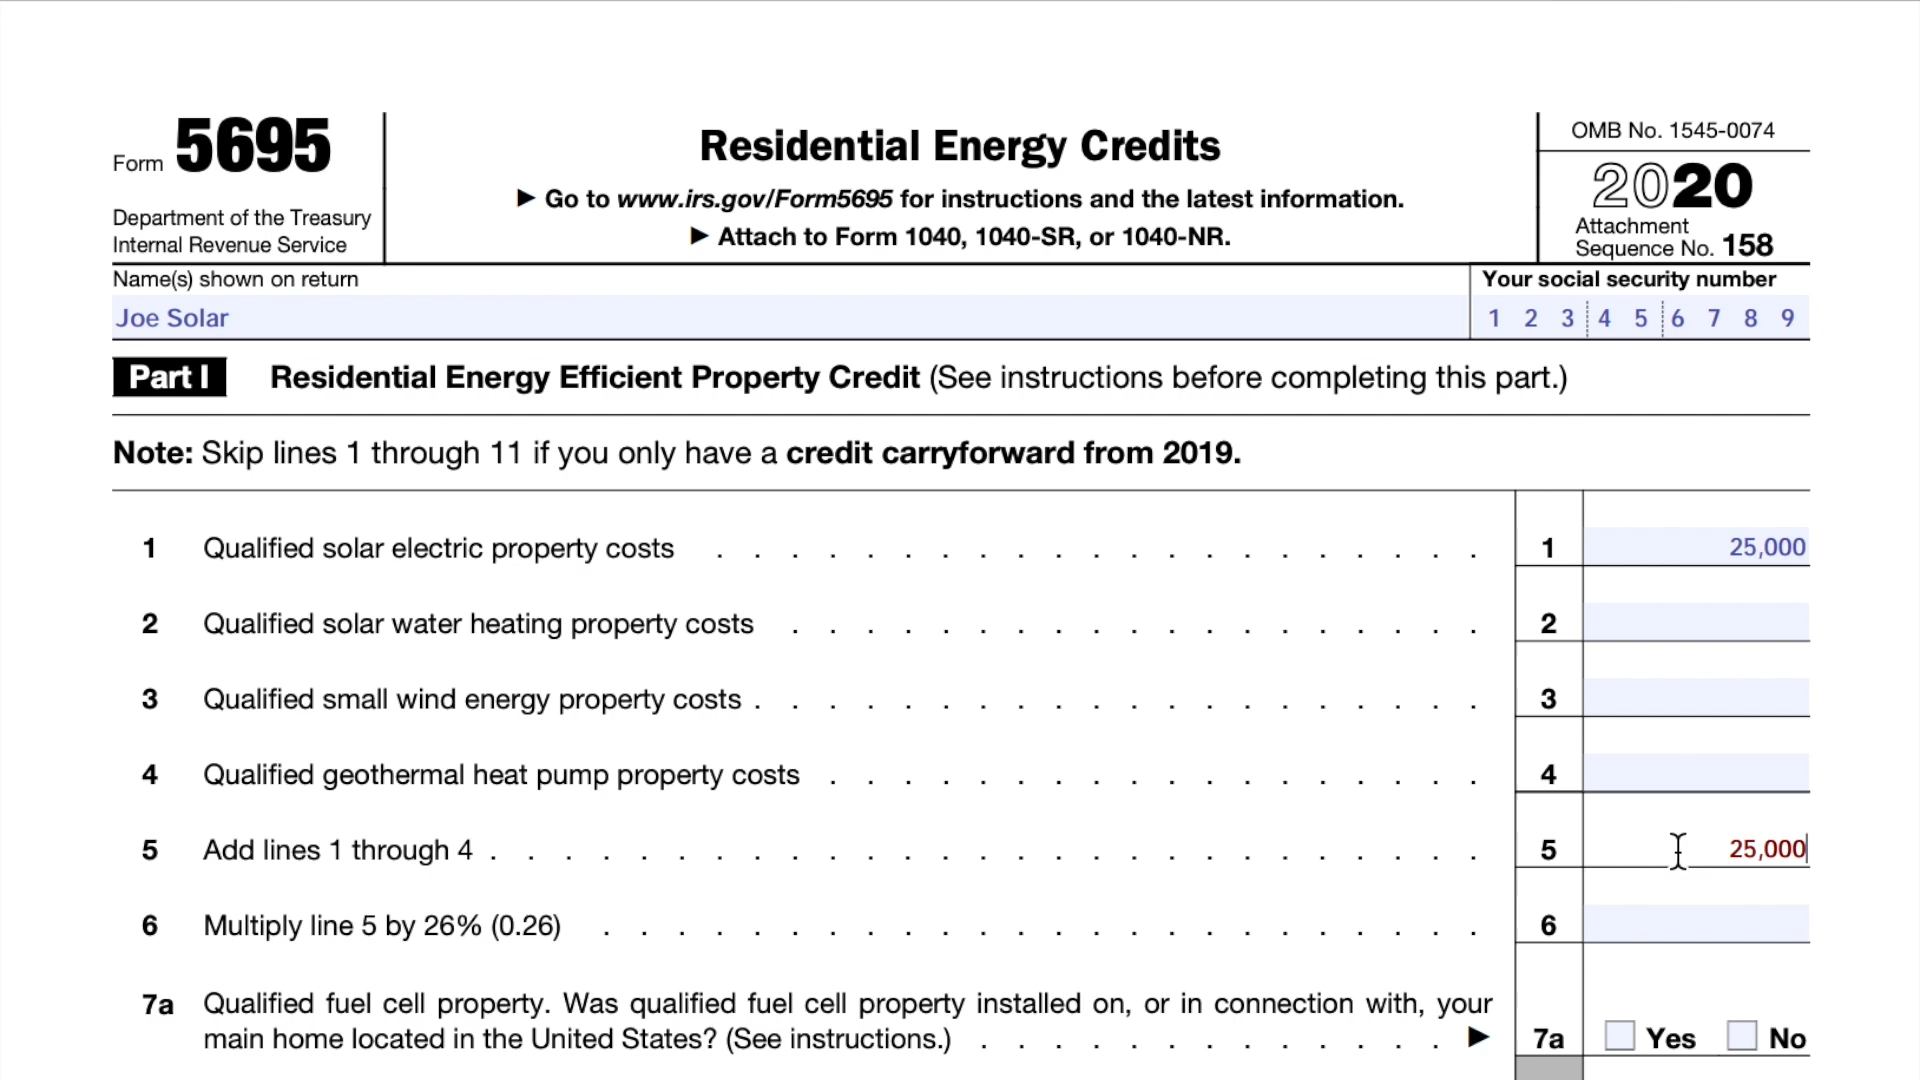 Form 5695
Department of the Treasury
Internal Revenue Service
Residential Energy Credits
▶ Go to www.irs.gov/Form5695 for instructions and the latest information.
▶ Attach to Form 1040, 1040-SR, or 1040-NR.
OMB No. 1545-0074
2020
Attachment
Sequence No. 158
Name(s) shown on return
Joe Solar
Your social security number
1 2 3 4 5 6 7 8 9
Part I Residential Energy Efficient Property Credit (See instructions before completing this part.)
Note: Skip lines 1 through 11 if you only have a credit carryforward from 2019.
1 Qualified solar electric property costs . . . . . . . . . . . . . . . . . . . . . 1 25,000
2 Qualified solar water heating property costs . . . . . . . . . . . . . . . . . . . 2
3 Qualified small wind energy property costs . . . . . . . . . . . . . . . . . . . . 3
4 Qualified geothermal heat pump property costs . . . . . . . . . . . . . . . . . . 4
5 Add lines 1 through 4 . . . . . . . . . . . . . . . . . . . . . . . . . . . 5 25,000
6 Multiply line 5 by 26% (0.26) . . . . . . . . . . . . . . . . . . . . . . . . 6
7a Qualified fuel cell property. Was qualified fuel cell property installed on, or in connection with, your
main home located in the United States? (See instructions.) . . . . . . . . . . . . . ▶ 7a Yes No